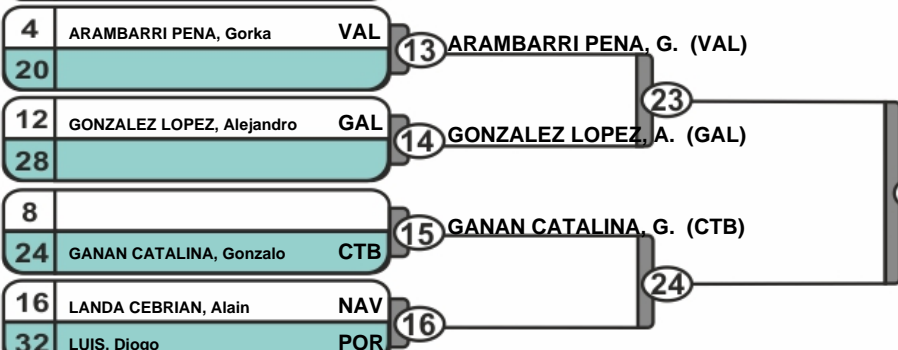 4 ARAMBARRI PENA, Gorka VAL
20
13 ARAMBARRI PENA, G. (VAL)
23
12 GONZALEZ LOPEZ, Alejandro GAL
28
14 GONZALEZ LOPEZ, A. (GAL)
8
24 GANAN CATALINA, Gonzalo CTB
15 GANAN CATALINA, G. (CTB)
24
16 LANDA CEBRIAN, Alain NAV
32 LUIS, Diogo POR
16